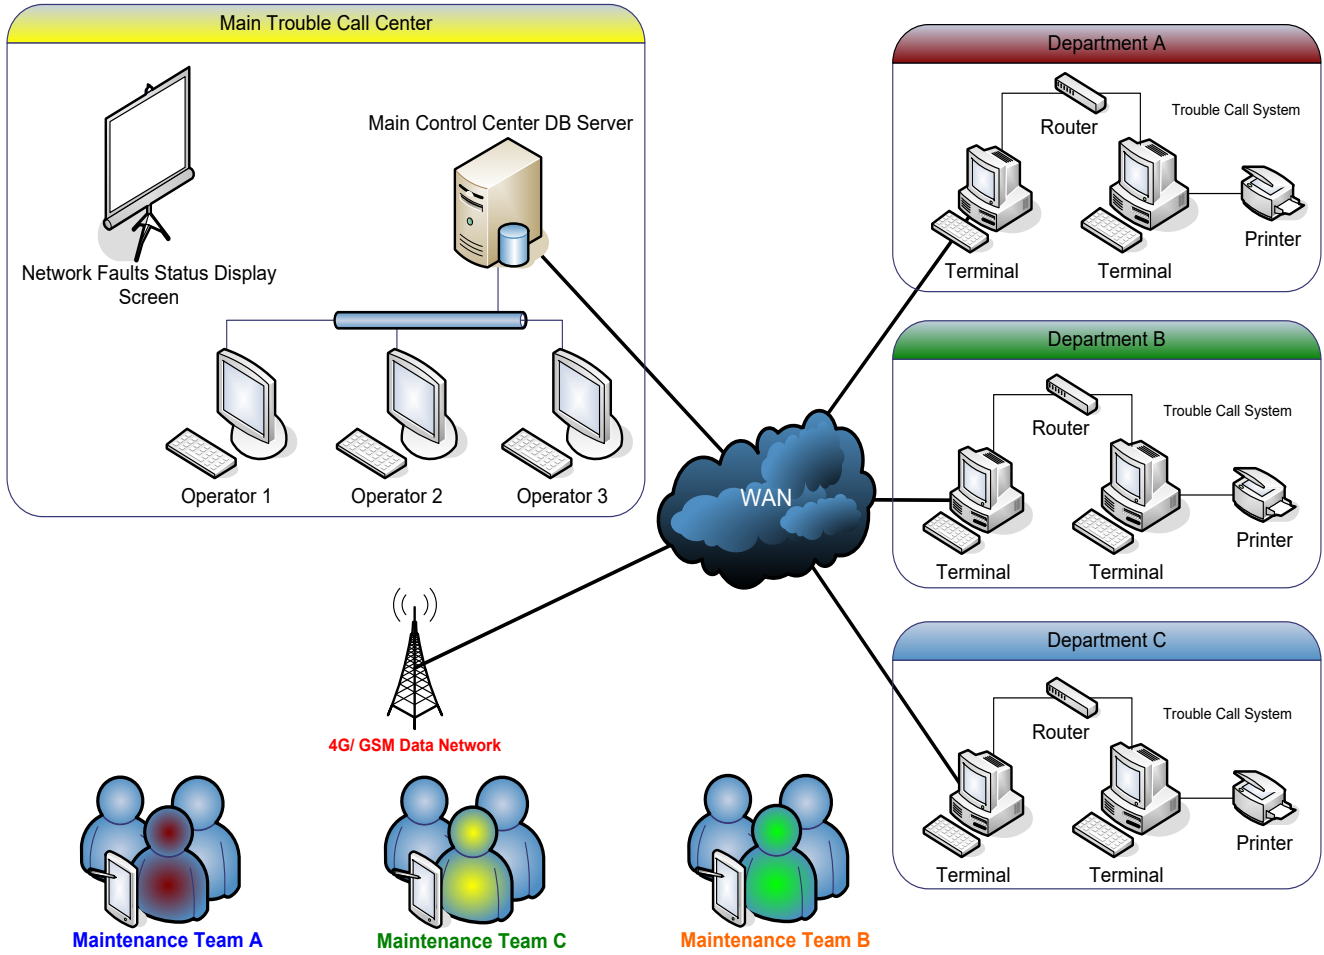 Main Trouble Call Center
Main Control Center DB Server
Network Faults Status Display
Screen
Operator 1
Operator 2
Operator 3
WAN
4G/ GSM Data Network
Maintenance Team A
Maintenance Team C
Maintenance Team B
Department A
Trouble Call System
Router
Printer
Terminal
Terminal
Department B
Trouble Call System
Router
Printer
Terminal
Terminal
Department C
Trouble Call System
Router
Printer
Terminal
Terminal